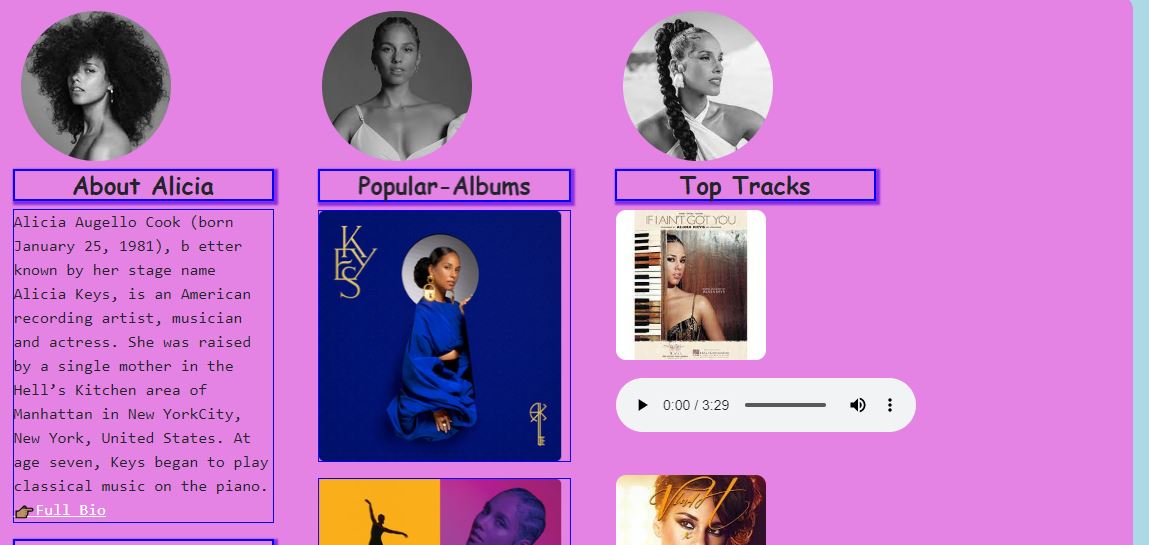 About Alicia
Alicia Augello Cook (born
January 25, 1981), b etter
known by her stage name
Alicia Keys, is an American
recording artist, musician
and actress. She was raised
by a single mother in the
Hell’s Kitchen area of
Manhattan in New YorkCity,
New York, United States. At
age seven, Keys began to play
classical music on the piano.
👉Full Bio
Popular-Albums
KEYS
Top Tracks
IF I AIN'T GOT YOU
ALICIA KEYS
0:00 / 3:29